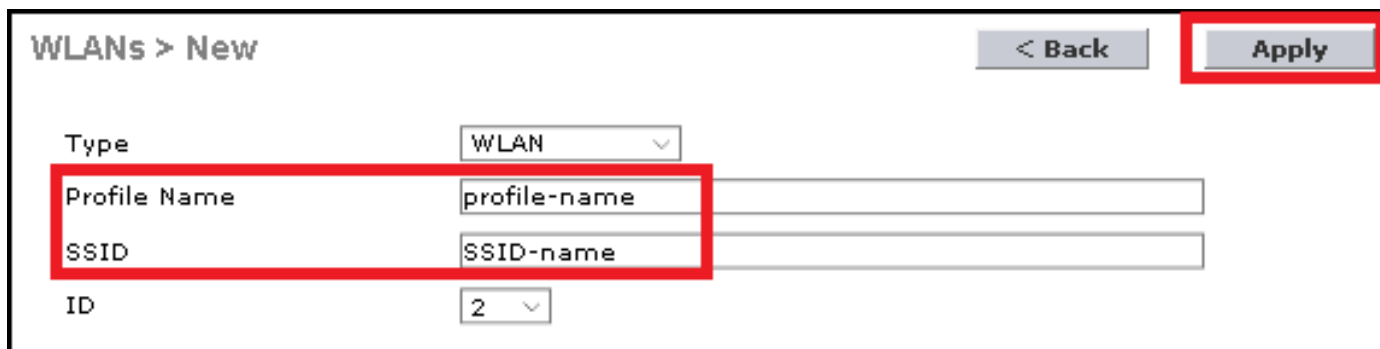 WLANs > New < Back Apply
Type WLAN
Profile Name profile-name
SSID SSID-name
ID 2